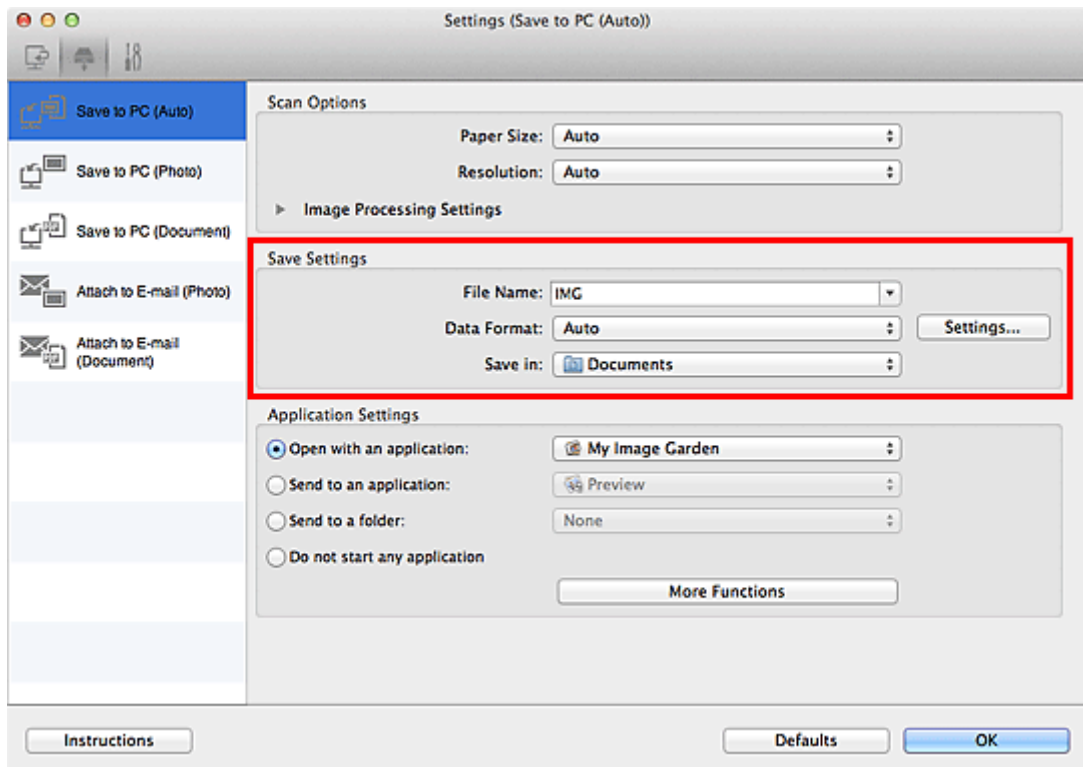 Settings (Save to PC (Auto))
Save to PC (Auto)
Save to PC (Photo)
Save to PC (Document)
Attach to E-mail (Photo)
Attach to E-mail
(Document)
Scan Options
Paper Size: Auto
Resolution: Auto
Image Processing Settings
Save Settings
File Name: IMG
Data Format: Auto Settings...
Save in: Documents
Application Settings
Open with an application: My Image Garden
Send to an application: Preview
Send to a folder: None
Do not start any application
More Functions
Instructions Defaults OK